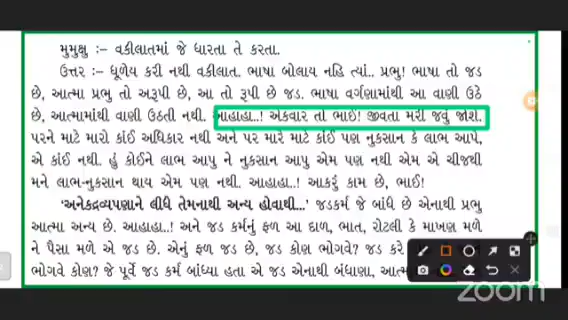 મુમુક્ષુ :– વકીલાતમાં જે ધારતા તે કરતા.
ઉત્તર :– ધૂળેય કરી નથી વકીલાત. ભાષા બોલાય નહિ ત્યાં.. પ્રભુ! ભાષા તો જડ
છે, આત્મા પ્રભુ તો અરૂપી છે, આ તો રૂપી છે જડ. ભાષા વર્ગણામાંથી આ વાણી ઉઠે
છે, આત્મામાંથી વાણી ઉઠતી નથી. આહાહા..! એકવાર તો ભાઈ! જીવતા મરી જવું જોશે.
પરને માટે મારો કાંઈ અધિકાર નથી અને પર મારે માટે કાંઈ પણ નુકસાન કે લાભ આપે,
એ કાંઈ નથી. હું કોઈને લાભ આપુ ને નુકસાન આપુ એમ પણ નથી એમ એ ચીજથી
મને લાભ-નુકસાન થાય એમ પણ નથી. આહાહા..! આકરું કામ છે, ભાઈ!
'અનેકદ્રવ્યપણાને લીધે તેમનાથી અન્ય હોવાથી...' જડકર્મ જે બાંધે છે એનાથી પ્રભુ
આત્મા અન્ય છે. આહાહા..! અને જડ કર્મનું ફળ આ દાળ, ભાત, રોટલી કે માખણ મળે
ને પૈસા મળે એ જડ છે. એનું ફળ જડ છે, જડ કોણ ભોગવે? જડ કરે
ભોગવે કોણ? જે પૂર્વે જડ કર્મ બાંધ્યા હતા એ જડ એનાથી બંધાણા,
zoom